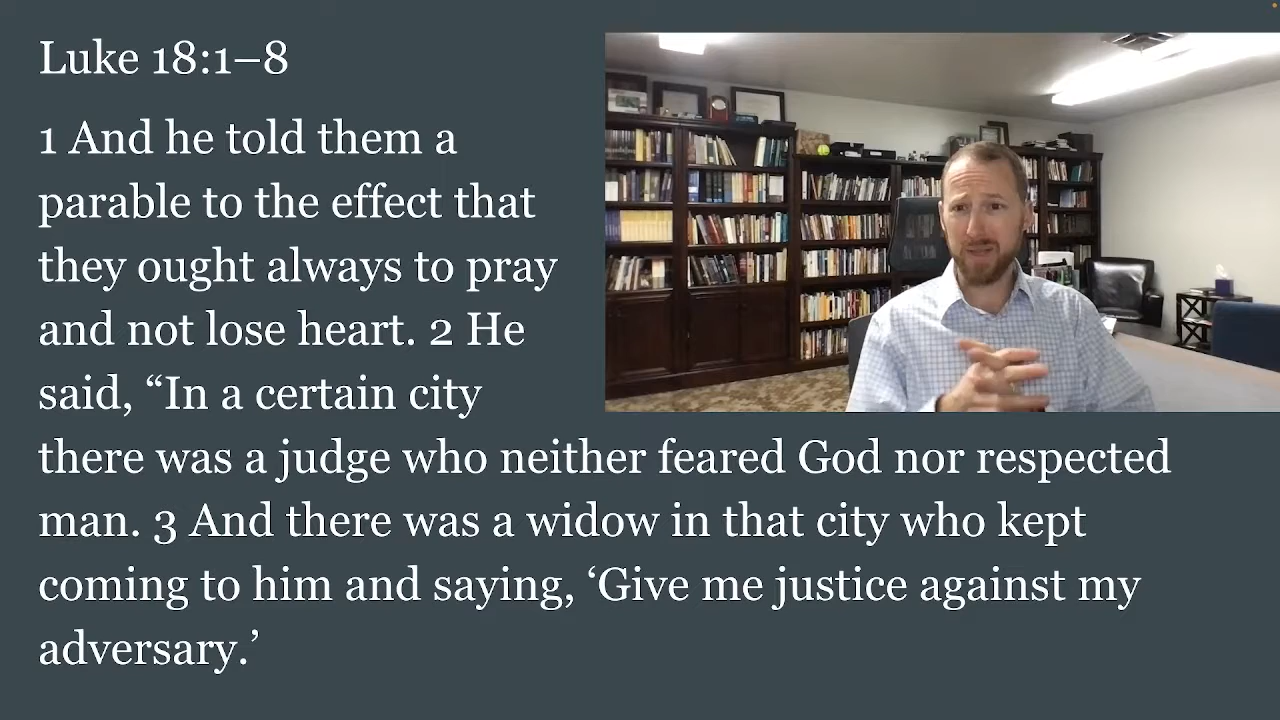 Luke 18:1–8
1 And he told them a
parable to the effect that
they ought always to pray
and not lose heart. 2 He
said, “In a certain city
there was a judge who neither feared God nor respected
man. 3 And there was a widow in that city who kept
coming to him and saying, ‘Give me justice against my
adversary.’